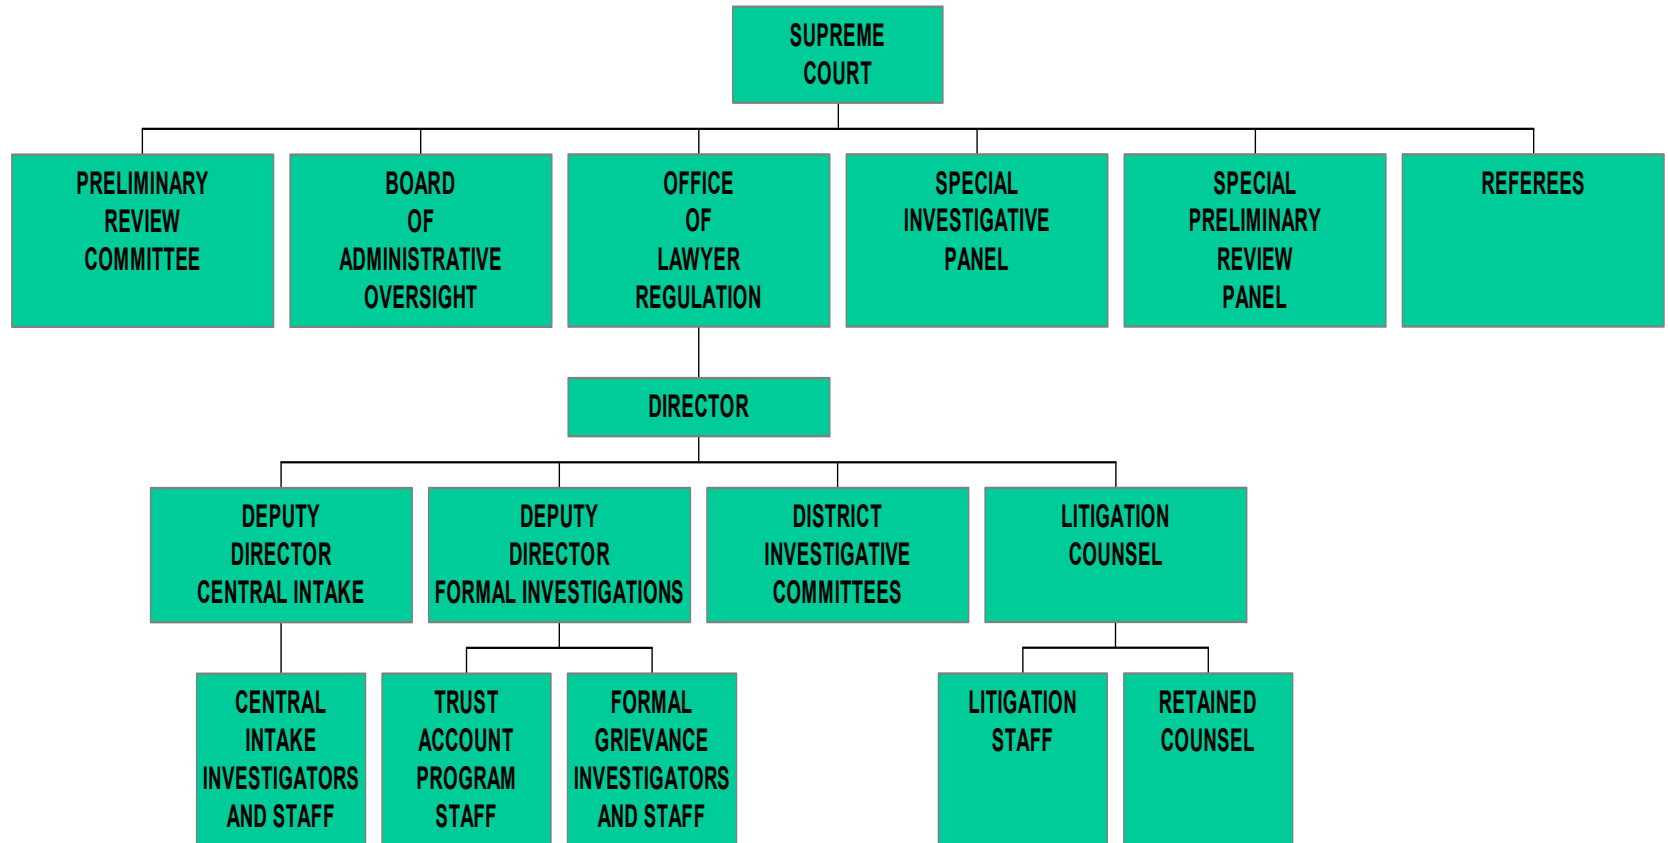 SUPREME
COURT
PRELIMINARY
REVIEW
COMMITTEE
BOARD
OF
ADMINISTRATIVE
OVERSIGHT
OFFICE
OF
LAWYER
REGULATION
SPECIAL
INVESTIGATIVE
PANEL
SPECIAL
PRELIMINARY
REVIEW
PANEL
REFEREES
DIRECTOR
DEPUTY
DIRECTOR
CENTRAL INTAKE
DEPUTY
DIRECTOR
FORMAL INVESTIGATIONS
DISTRICT
INVESTIGATIVE
COMMITTEES
LITIGATION
COUNSEL
CENTRAL
INTAKE
INVESTIGATORS
AND STAFF
TRUST
ACCOUNT
PROGRAM
STAFF
FORMAL
GRIEVANCE
INVESTIGATORS
AND STAFF
LITIGATION
STAFF
RETAINED
COUNSEL